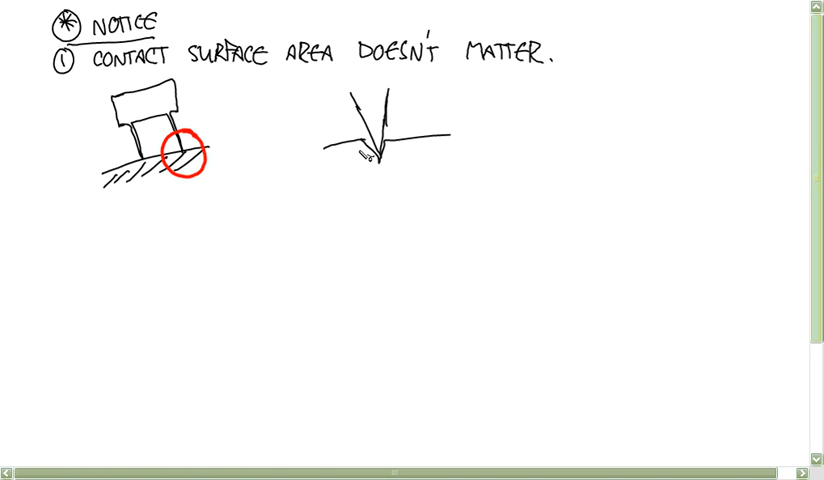 * NOTICE
① CONTACT SURFACE AREA DOESN'T MATTER.